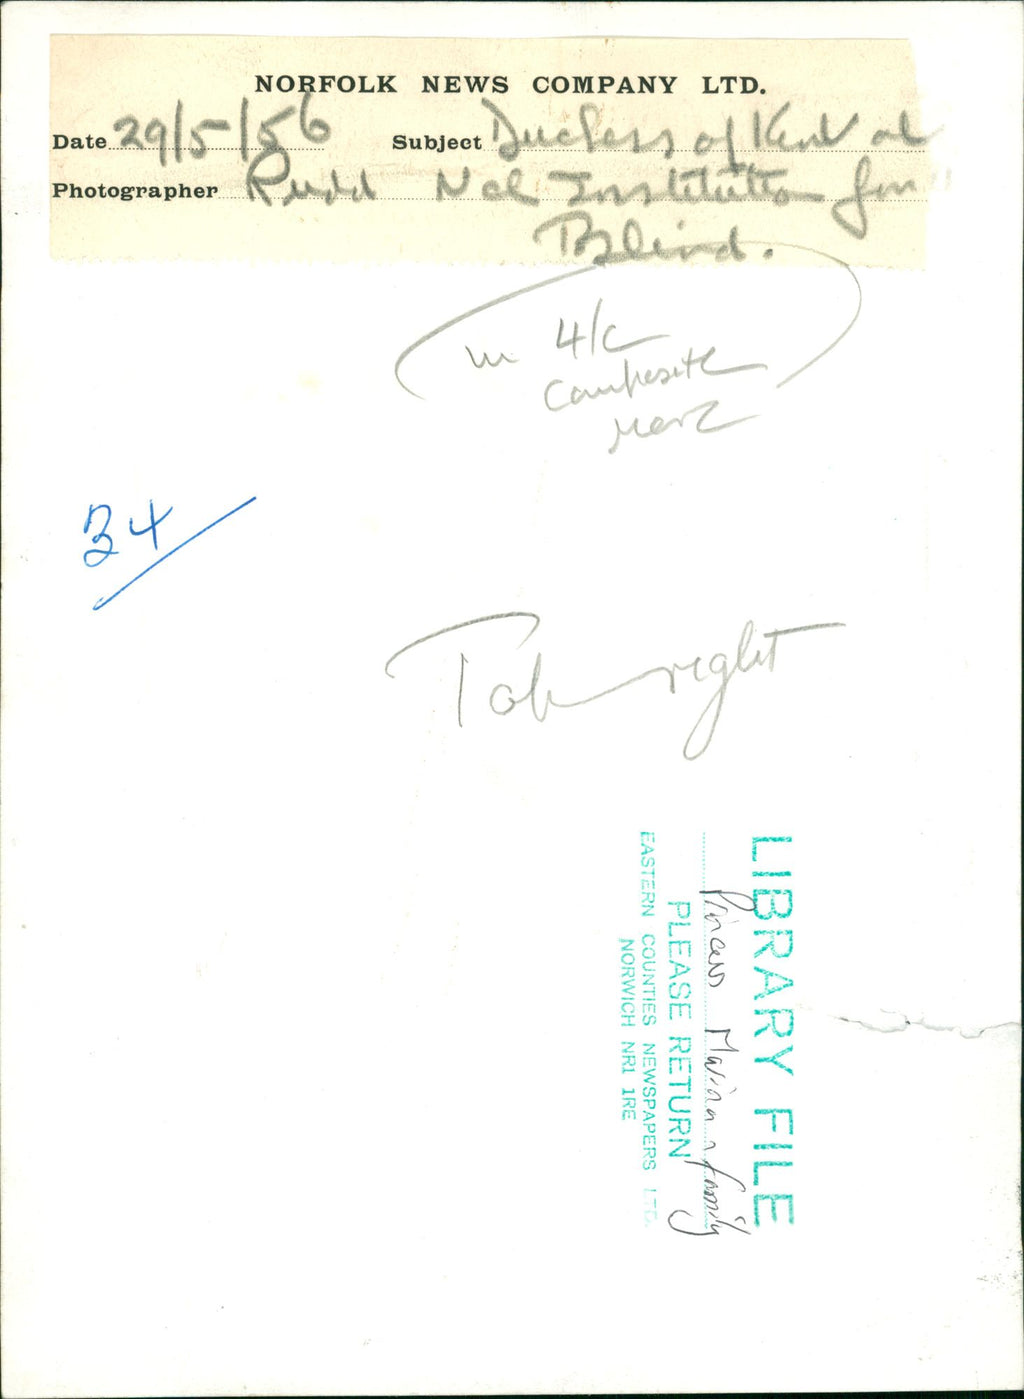 NORFOLK NEWS COMPANY LTD.
Date 29/5/56 Subject Duchess of Kent at
Photographer Rudd Nat Institution for
Blind.
in 4/c
Composite
34
Top right
LIBRARY FILE
Princess Marina & family
PLEASE RETURN
EASTERN COUNTIES NEWSPAPERS LTD.
NORWICH NR1 1RE